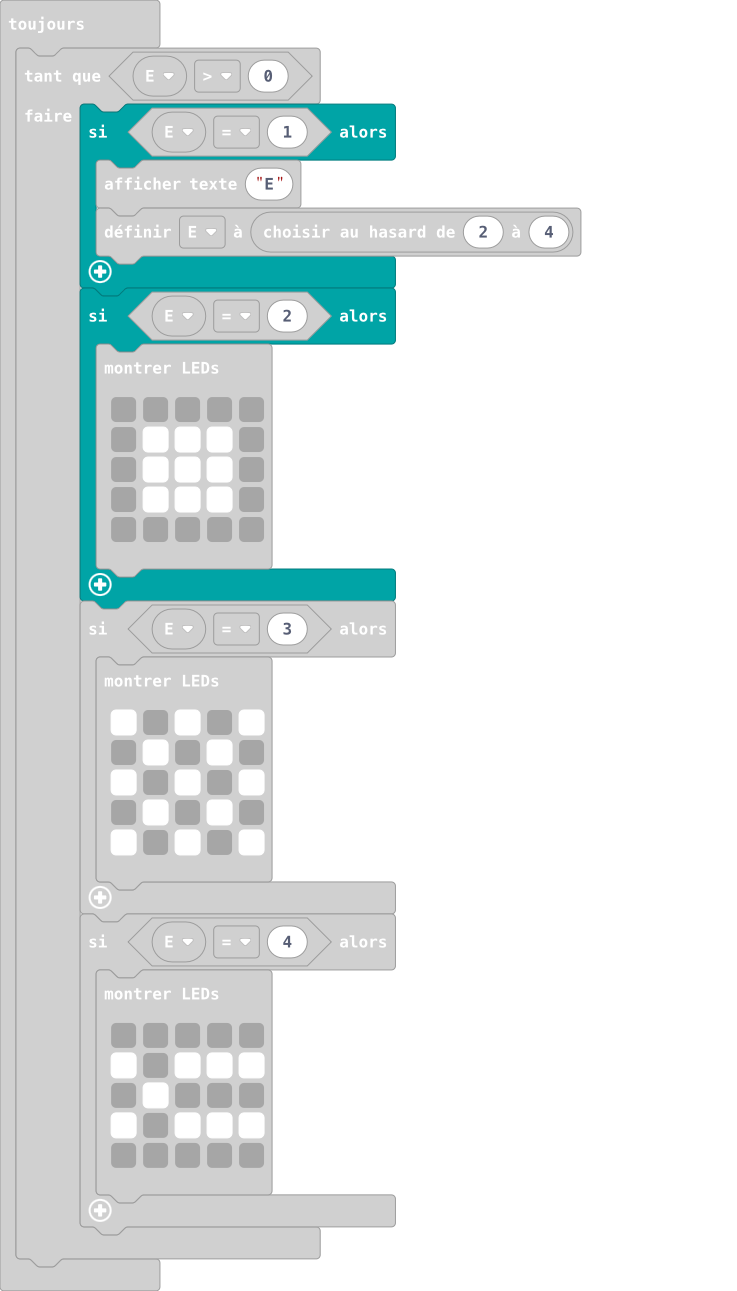 toujours
tant que E > 0
faire
si E = 1 alors
afficher texte "E"
définir E à choisir au hasard de 2 à 4
si E = 2 alors
montrer LEDs
si E = 3 alors
montrer LEDs
si E = 4 alors
montrer LEDs